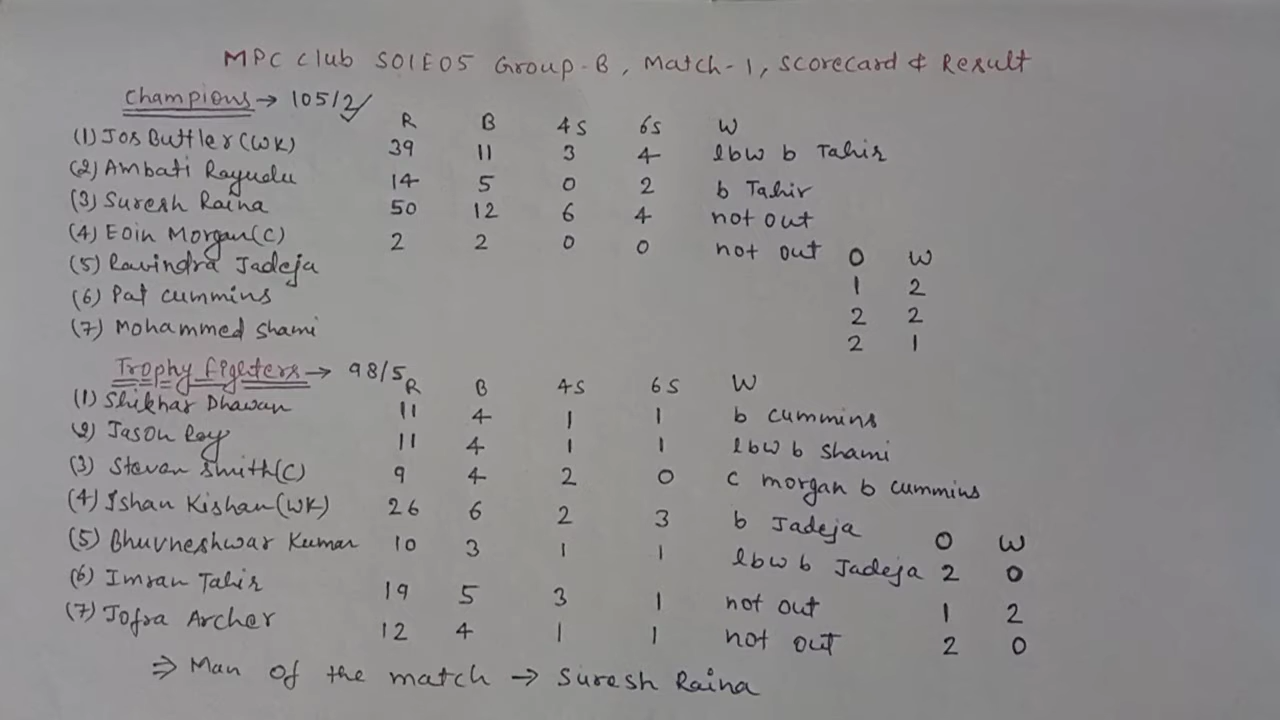 MPC Club S01E05 Group-B, Match-1, Scorecard & Result
Champions → 105/2
R B 4S 6S W
(1) Jos Buttler(WK) 39 11 3 4 lbw b Tahir
(2) Ambati Rayudu 14 5 0 2 b Tahir
(3) Suresh Raina 50 12 6 4 not out
(4) Eoin Morgan(C) 2 2 0 0 not out O W
(5) Ravindra Jadeja 1 2
(6) Pat Cummins 2 2
(7) Mohammed Shami 2 1
Trophy Fighters → 98/5
R B 4S 6S W
(1) Shikhar Dhawan 11 4 1 1 b Cummins
(2) Jason Roy 11 4 1 1 lbw b Shami
(3) Stevan Smith(C) 9 4 2 0 c morgan b cummins
(4) Ishan Kishan(WK) 26 6 2 3 b Jadeja O W
(5) Bhuvneshwar Kumar 10 3 1 1 lbw b Jadeja 2 0
(6) Imran Tahir 19 5 3 1 not out 1 2
(7) Jofra Archer 12 4 1 1 not out 2 0
⇒ Man of the match → Suresh Raina